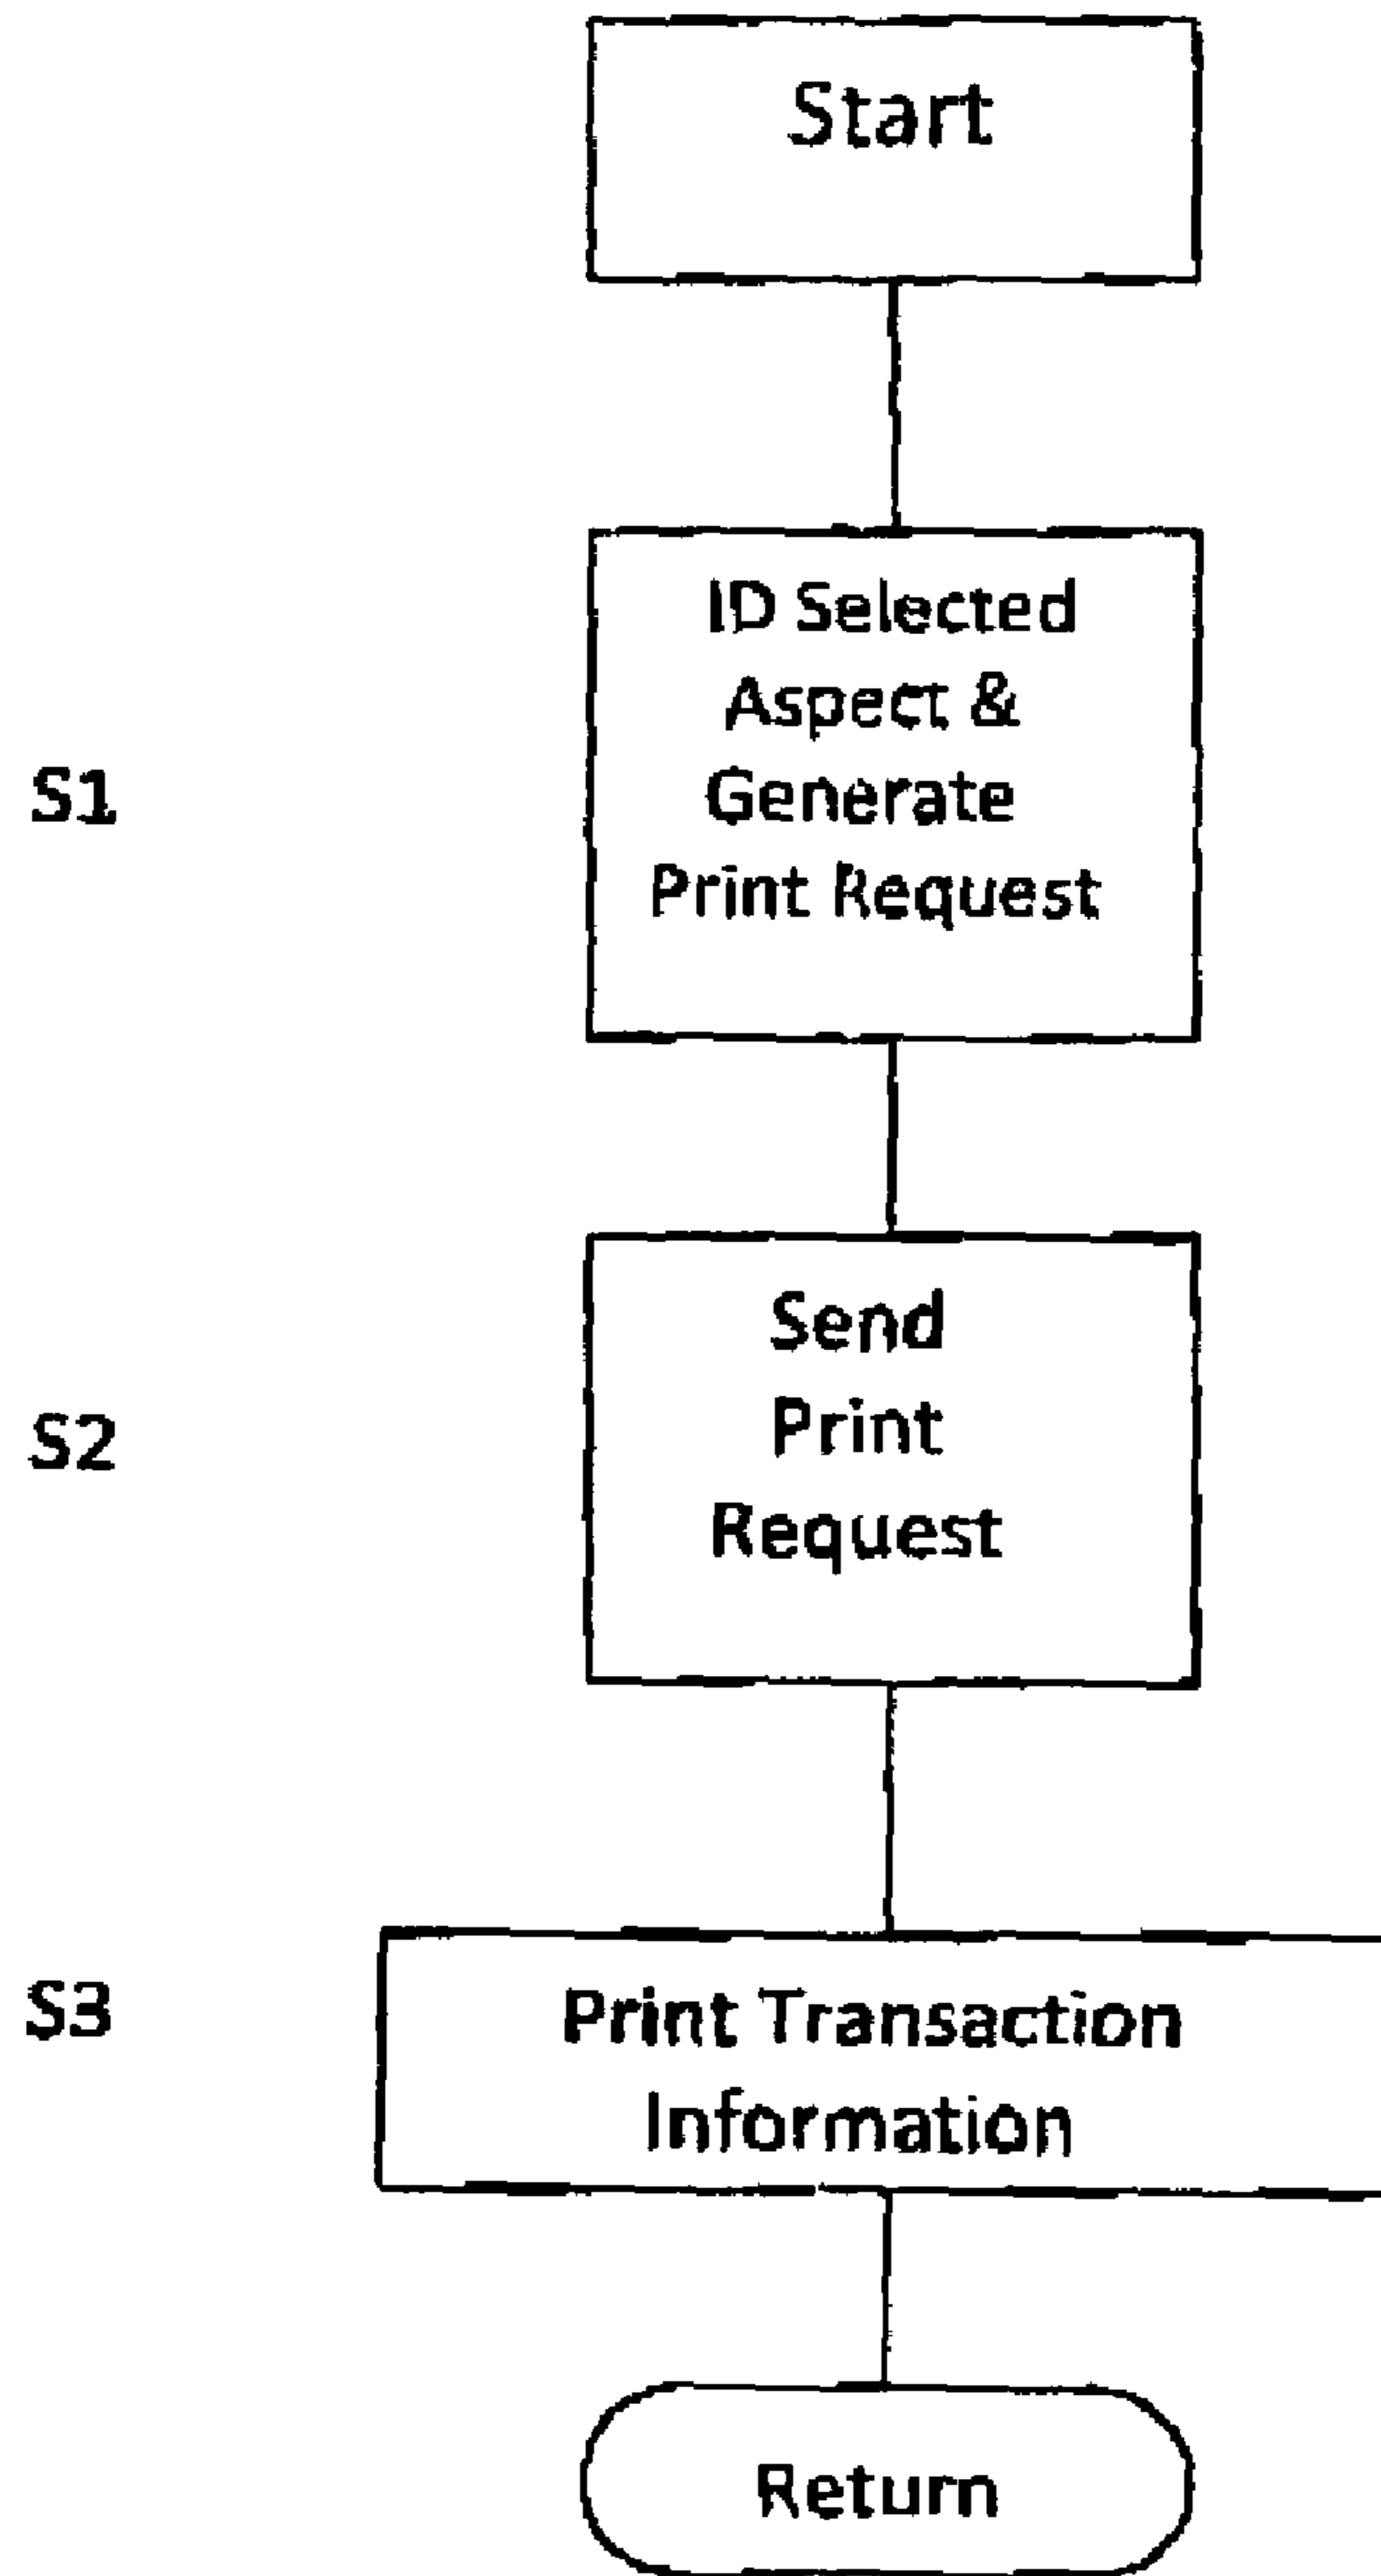 Start
S1
ID Selected
Aspect &
Generate
Print Request
S2
Send
Print
Request
S3
Print Transaction
Information
Return